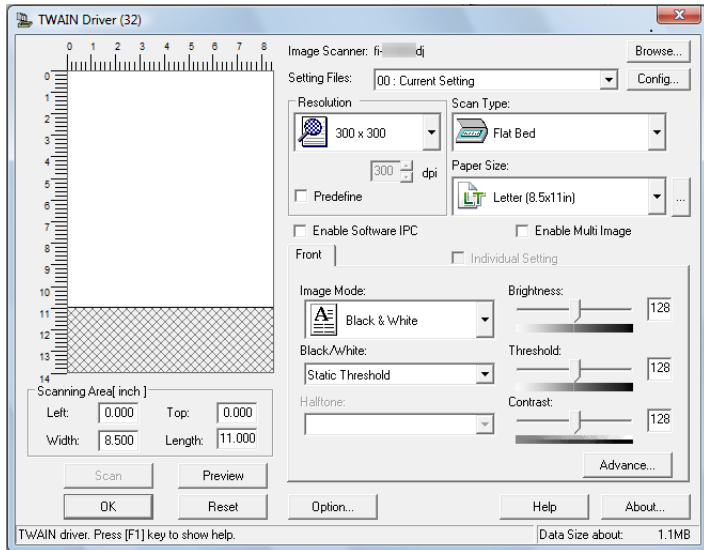 TWAIN Driver (32)
0 1 2 3 4 5 6 7 8
0
1
2
3
4
5
6
7
8
9
10
11
12
13
14
Image Scanner: fi- dj
Browse...
Setting Files: 00 : Current Setting
Config...
Resolution
300 x 300
300 dpi
Predefine
Scan Type:
Flat Bed
Paper Size:
LT Letter (8.5x11in)
...
Enable Software IPC
Enable Multi Image
Front
Individual Setting
Image Mode:
A Black & White
Black/White:
Static Threshold
Halftone:
Brightness:
128
Threshold:
128
Contrast:
128
Advance...
Scanning Area[ inch ]
Left: 0.000 Top: 0.000
Width: 8.500 Length: 11.000
Scan Preview
OK Reset Option... Help About...
TWAIN driver. Press [F1] key to show help. Data Size about: 1.1MB